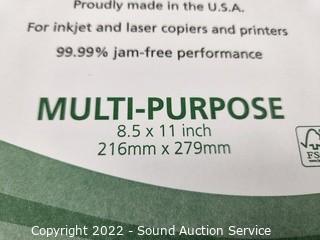 Proudly made in the U.S.A.
For inkjet and laser copiers and printers
99.99% jam-free performance
MULTI-PURPOSE
8.5 x 11 inch
216mm x 279mm
FS
Copyright 2022 - Sound Auction Service